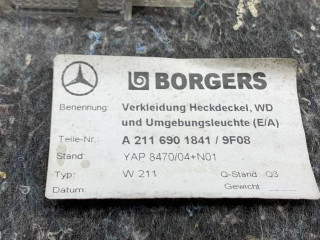 BORGERS
Benennung: Verkleidung Heckdeckel, WD
und Umgebungsleuchte (E/A)
Teile-Nr.: A 211 690 1841 / 9F08
Stand: YAP 8470/04+N01
Typ: W 211 Q-Stand: Q3
Datum: Gewicht: